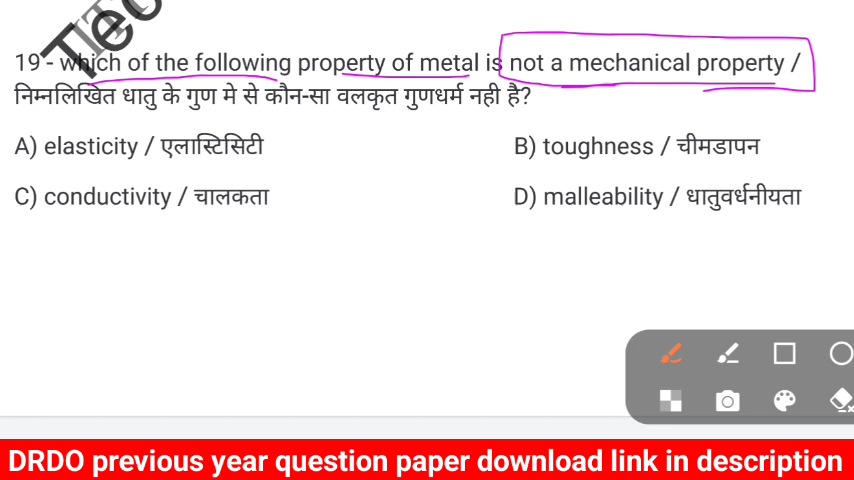 19 - which of the following property of metal is not a mechanical property /
निम्नलिखित धातु के गुण मे से कौन-सा वलकृत गुणधर्म नही है?
A) elasticity / एलास्टिसिटी
B) toughness / चीमडापन
C) conductivity / चालकता
D) malleability / धातुवर्धनीयता
DRDO previous year question paper download link in description